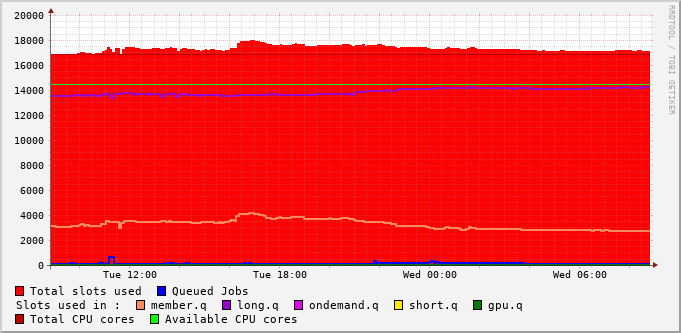 20000
18000
16000
14000
12000
10000
8000
6000
4000
2000
0
Tue 12:00 Tue 18:00 Wed 00:00 Wed 06:00
RRDTOOL / TOBI OETIKER
Total slots used Queued Jobs
Slots used in : member.q long.q ondemand.q short.q gpu.q
Total CPU cores Available CPU cores